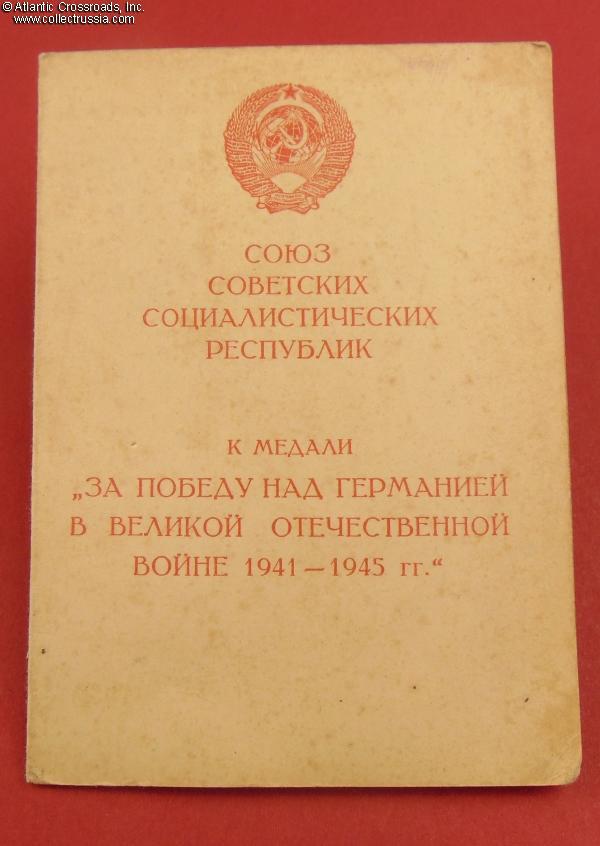 © Atlantic Crossroads, Inc.
www.collectrussia.com
СОЮЗ
СОВЕТСКИХ
СОЦИАЛИСТИЧЕСКИХ
РЕСПУБЛИК
К МЕДАЛИ
„ЗА ПОБЕДУ НАД ГЕРМАНИЕЙ
В ВЕЛИКОЙ ОТЕЧЕСТВЕННОЙ
ВОЙНЕ 1941—1945 гг.“